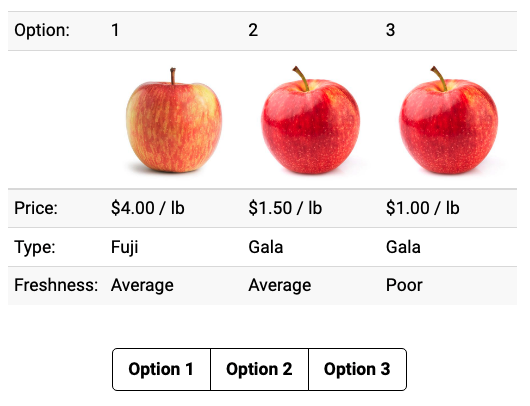 Option: 1 2 3
Price: $4.00 / lb $1.50 / lb $1.00 / lb
Type: Fuji Gala Gala
Freshness: Average Average Poor
Option 1 Option 2 Option 3